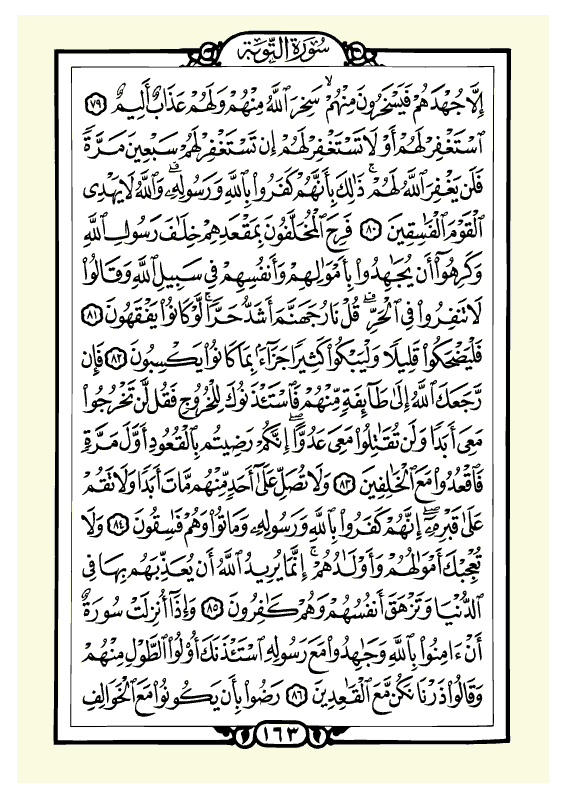 سُورَةُ التَّوْبَةِ
إِلَّا جُهْدَهُمْ فَيَسْخَرُونَ مِنْهُمْ ۙ سَخِرَ ٱللَّهُ مِنْهُمْ وَلَهُمْ عَذَابٌ أَلِيمٌ ٧٩
ٱسْتَغْفِرْ لَهُمْ أَوْ لَا تَسْتَغْفِرْ لَهُمْ إِن تَسْتَغْفِرْ لَهُمْ سَبْعِينَ مَرَّةً
فَلَن يَغْفِرَ ٱللَّهُ لَهُمْ ۚ ذَٰلِكَ بِأَنَّهُمْ كَفَرُوا۟ بِٱللَّهِ وَرَسُولِهِۦ ۗ وَٱللَّهُ لَا يَهْدِى
ٱلْقَوْمَ ٱلْفَٰسِقِينَ ٨٠ فَرِحَ ٱلْمُخَلَّفُونَ بِمَقْعَدِهِمْ خِلَٰفَ رَسُولِ ٱللَّهِ
وَكَرِهُوٓا۟ أَن يُجَٰهِدُوا۟ بِأَمْوَٰلِهِمْ وَأَنفُسِهِمْ فِى سَبِيلِ ٱللَّهِ وَقَالُوا۟
لَا تَنفِرُوا۟ فِى ٱلْحَرِّ ۗ قُلْ نَارُ جَهَنَّمَ أَشَدُّ حَرًّا ۚ لَّوْ كَانُوا۟ يَفْقَهُونَ ٨١
فَلْيَضْحَكُوا۟ قَلِيلًا وَلْيَبْكُوا۟ كَثِيرًا جَزَآءًۢ بِمَا كَانُوا۟ يَكْسِبُونَ ٨٢ فَإِن
رَّجَعَكَ ٱللَّهُ إِلَىٰ طَآئِفَةٍ مِّنْهُمْ فَٱسْتَـْٔذَنُوكَ لِلْخُرُوجِ فَقُل لَّن تَخْرُجُوا۟
مَعِىَ أَبَدًا وَلَن تُقَٰتِلُوا۟ مَعِىَ عَدُوًّا ۖ إِنَّكُمْ رَضِيتُم بِٱلْقُعُودِ أَوَّلَ مَرَّةٍ
فَٱقْعُدُوا۟ مَعَ ٱلْخَٰلِفِينَ ٨٣ وَلَا تُصَلِّ عَلَىٰٓ أَحَدٍ مِّنْهُم مَّاتَ أَبَدًا وَلَا تَقُمْ
عَلَىٰ قَبْرِهِۦٓ ۖ إِنَّهُمْ كَفَرُوا۟ بِٱللَّهِ وَرَسُولِهِۦ وَمَاتُوا۟ وَهُمْ فَٰسِقُونَ ٨٤ وَلَا
تُعْجِبْكَ أَمْوَٰلُهُمْ وَأَوْلَٰدُهُمْ ۚ إِنَّمَا يُرِيدُ ٱللَّهُ أَن يُعَذِّبَهُم بِهَا فِى
ٱلدُّنْيَا وَتَزْهَقَ أَنفُسُهُمْ وَهُمْ كَٰفِرُونَ ٨٥ وَإِذَآ أُنزِلَتْ سُورَةٌ
أَنْ ءَامِنُوا۟ بِٱللَّهِ وَجَٰهِدُوا۟ مَعَ رَسُولِهِ ٱسْتَـْٔذَنَكَ أُو۟لُوا۟ ٱلطَّوْلِ مِنْهُمْ
وَقَالُوا۟ ذَرْنَا نَكُن مَّعَ ٱلْقَٰعِدِينَ ٨٦ رَضُوا۟ بِأَن يَكُونُوا۟ مَعَ ٱلْخَوَالِفِ
١٦٣